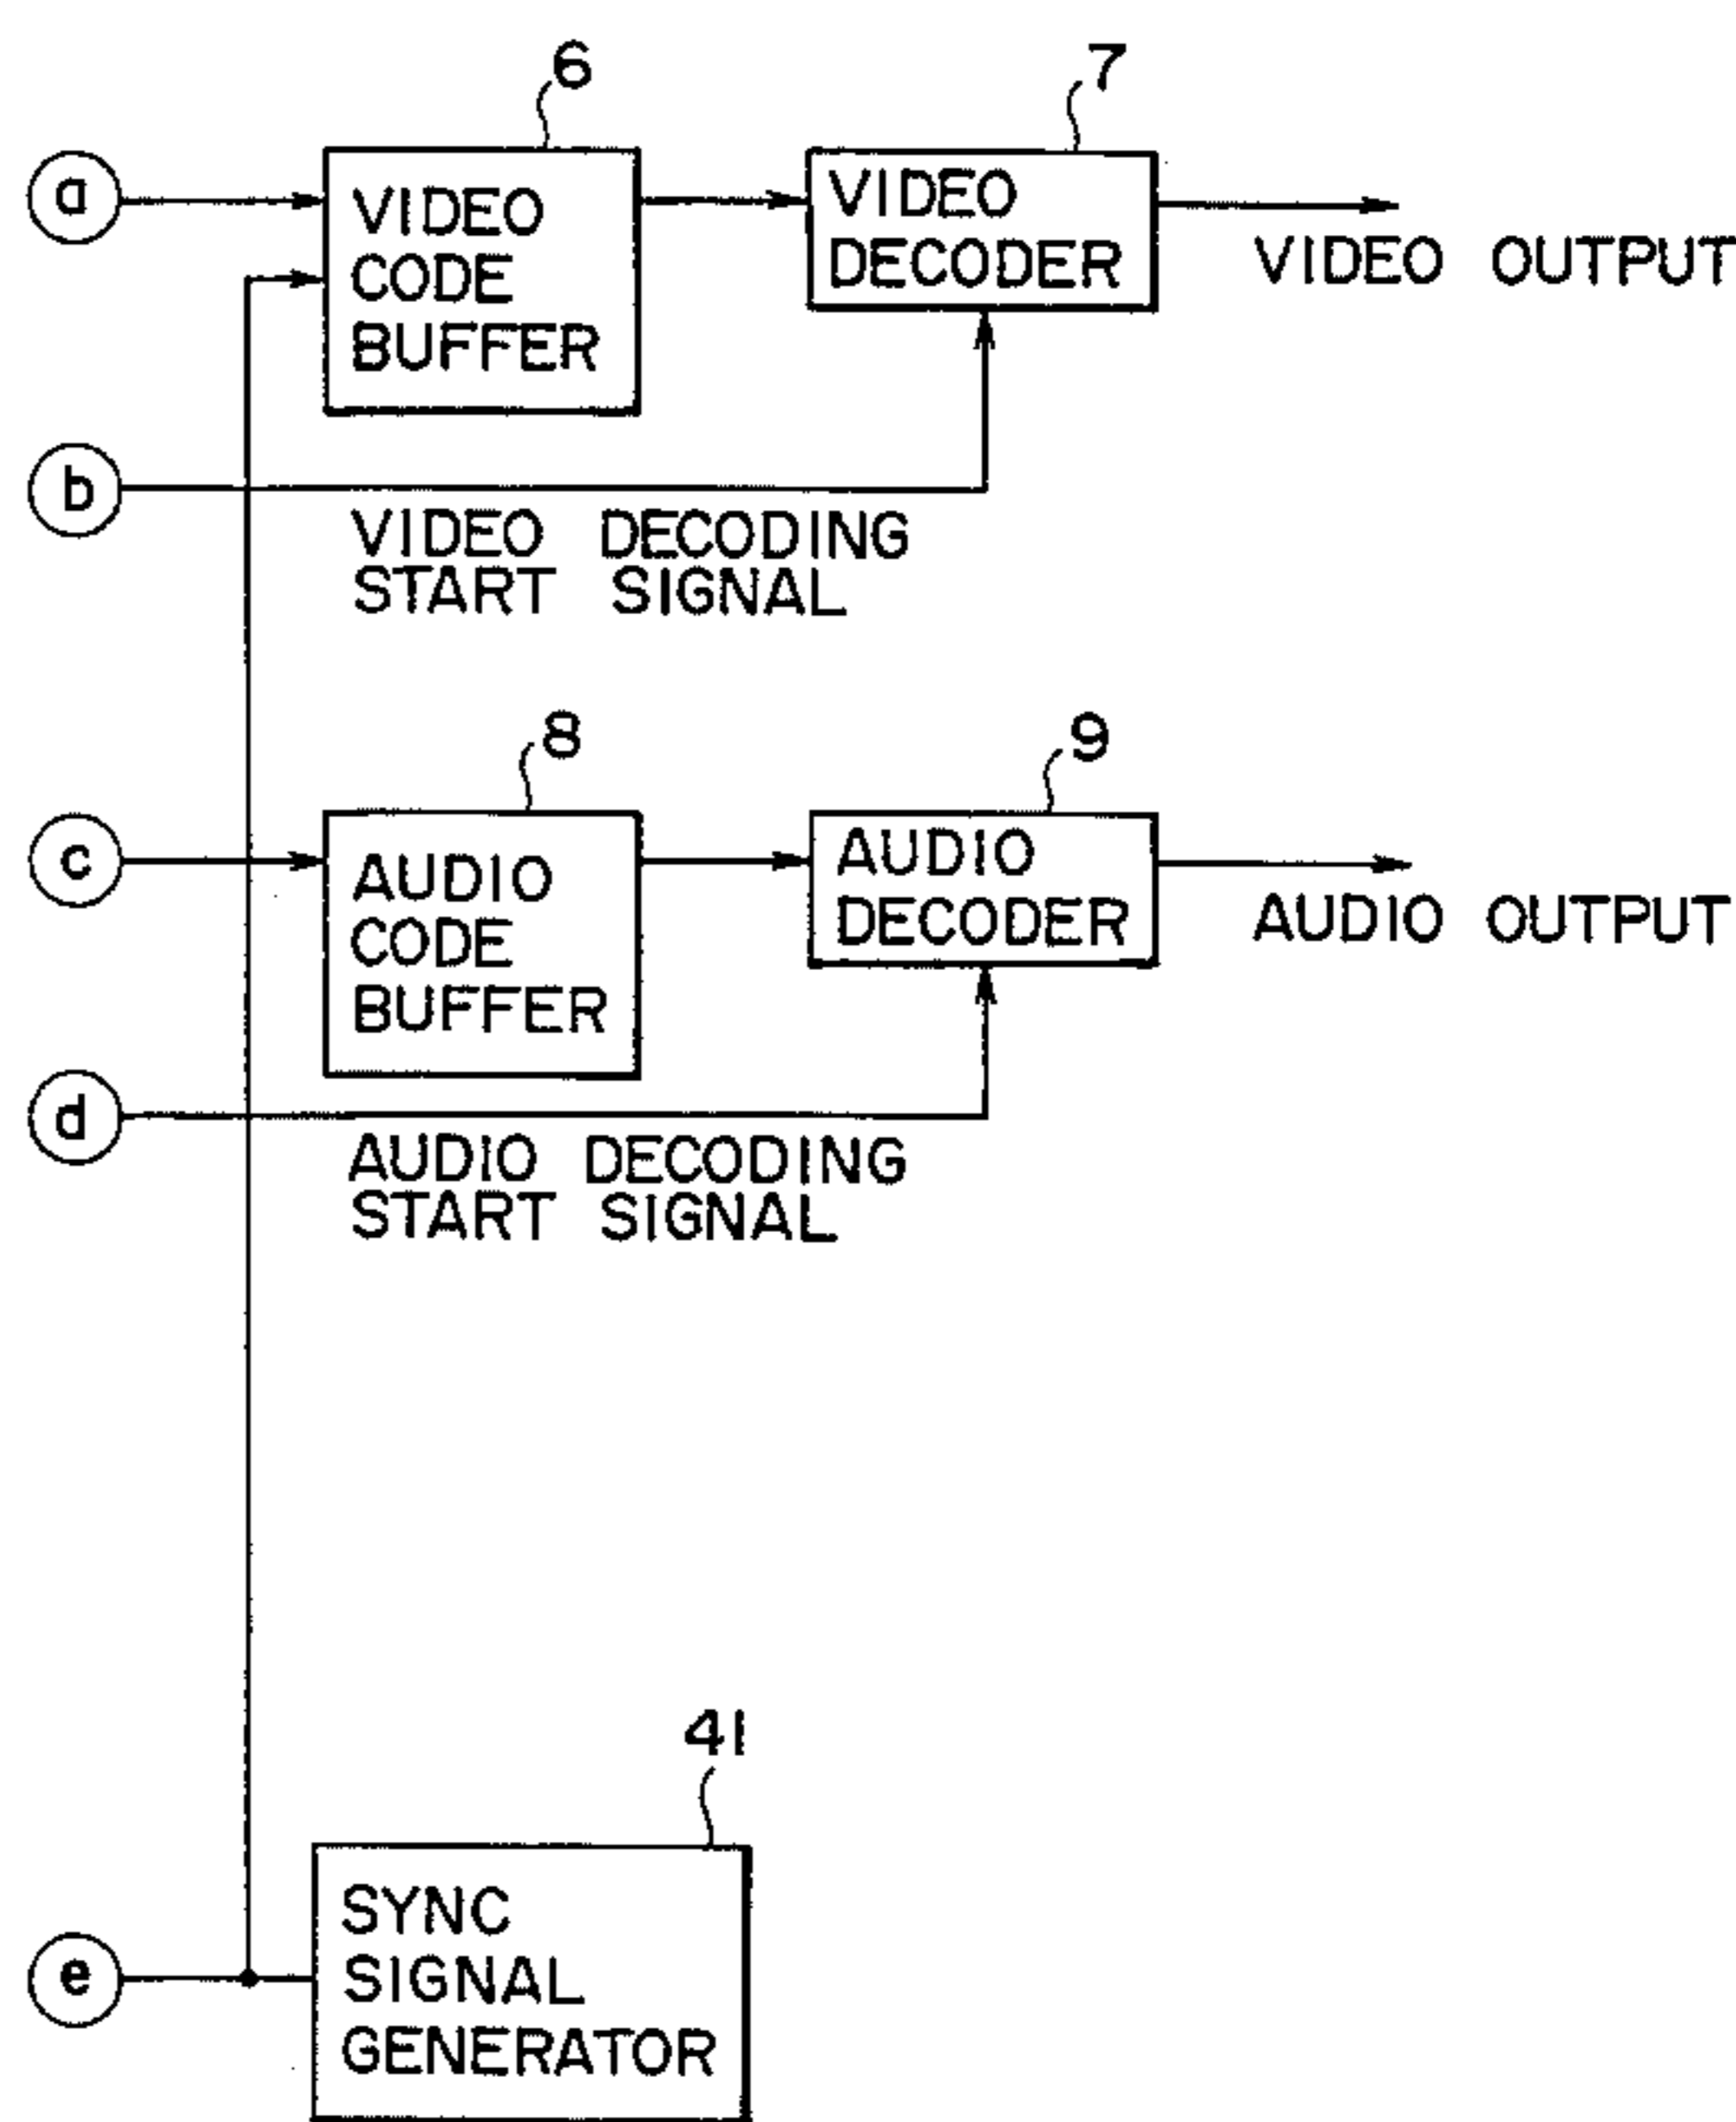 6
7
a
VIDEO
CODE
BUFFER
VIDEO
DECODER
VIDEO OUTPUT
b
VIDEO DECODING
START SIGNAL
8
9
c
AUDIO
CODE
BUFFER
AUDIO
DECODER
AUDIO OUTPUT
d
AUDIO DECODING
START SIGNAL
41
e
SYNC
SIGNAL
GENERATOR